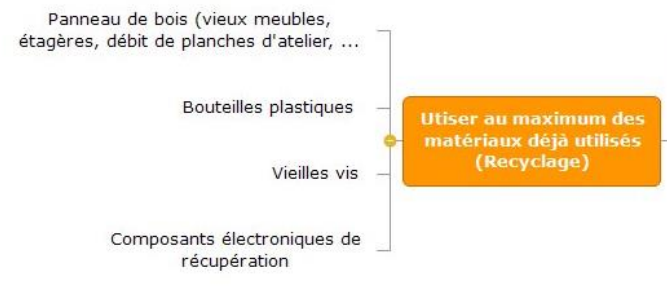 Panneau de bois (vieux meubles,
étagères, débit de planches d'atelier, ...
Bouteilles plastiques
Vieilles vis
Composants électroniques de
récupération
Utiser au maximum des
matériaux déjà utilisés
(Recyclage)